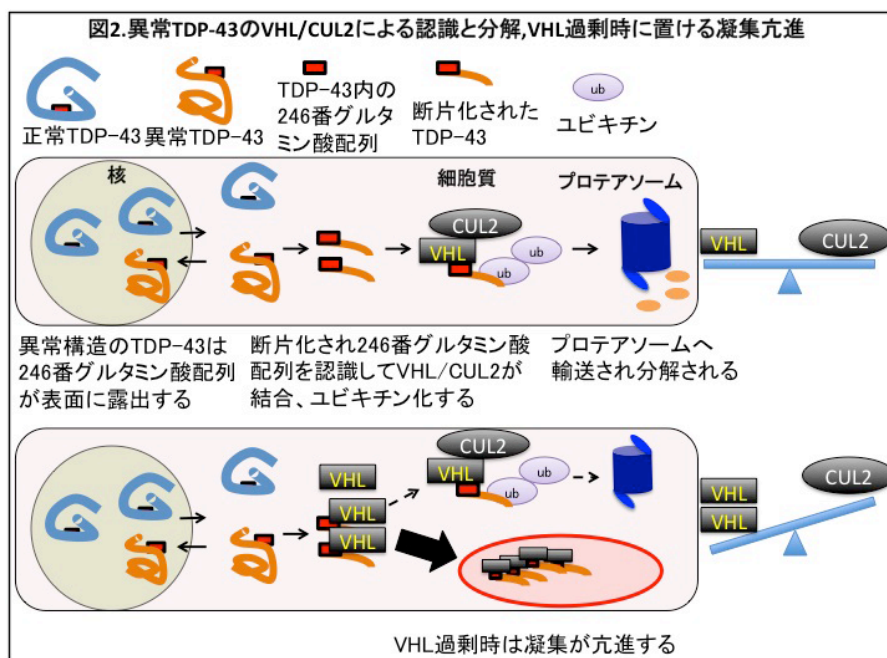 図2.異常TDP-43のVHL/CUL2による認識と分解,VHL過剰時に置ける凝集亢進
正常TDP-43
異常TDP-43
TDP-43内の
246番グルタ
ミン酸配列
断片化された
TDP-43
ub
ユビキチン
核
細胞質
プロテアソーム
CUL2
VHL
ub
ub
VHL
CUL2
異常構造のTDP-43は
246番グルタミン酸配列
が表面に露出する
断片化され246番グルタミン酸
配列を認識してVHL/CUL2が
結合、ユビキチン化する
プロテアソームへ
輸送され分解される
VHL
VHL
VHL
CUL2
VHL
ub
ub
VHL
VHL
CUL2
VHL過剰時は凝集が亢進する